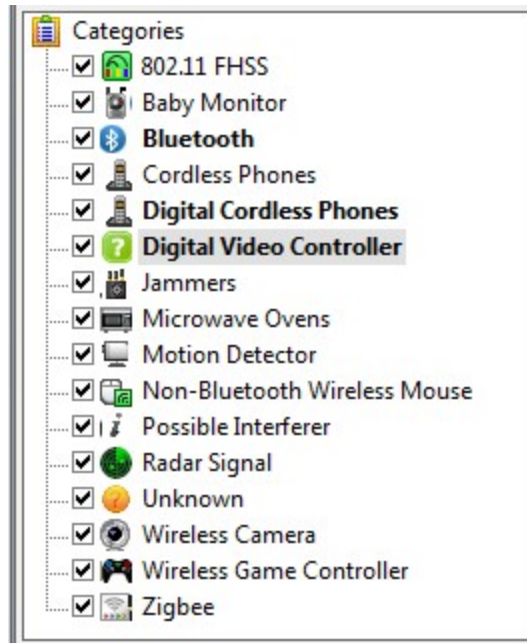 Categories
802.11 FHSS
Baby Monitor
Bluetooth
Cordless Phones
Digital Cordless Phones
Digital Video Controller
Jammers
Microwave Ovens
Motion Detector
Non-Bluetooth Wireless Mouse
Possible Interferer
Radar Signal
Unknown
Wireless Camera
Wireless Game Controller
Zigbee